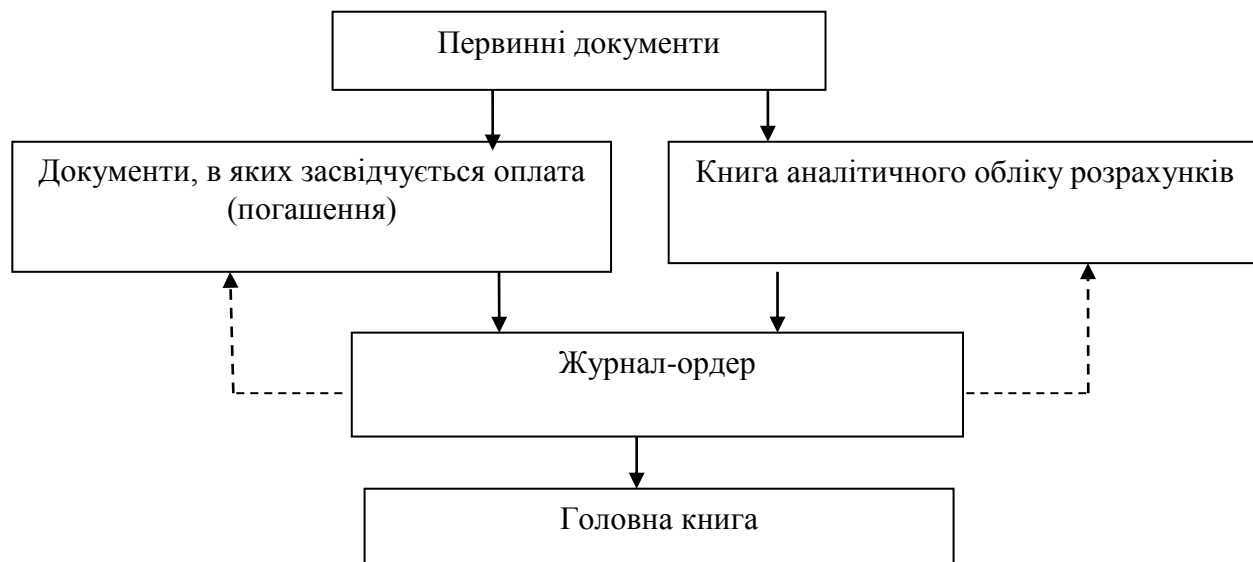 Первинні документи
Документи, в яких засвідчується оплата
(погашення)
Книга аналітичного обліку розрахунків
Журнал-ордер
Головна книга